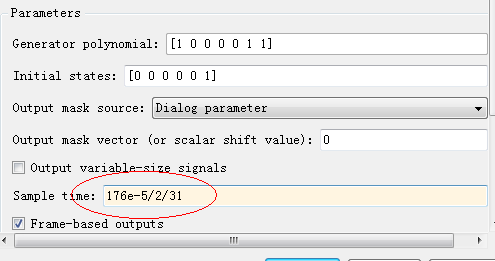 Parameters
Generator polynomial: [1 0 0 0 0 1 1]
Initial states: [0 0 0 0 0 1]
Output mask source: Dialog parameter
Output mask vector (or scalar shift value): 0
Output variable-size signals
Sample time: 176e-5/2/31
Frame-based outputs